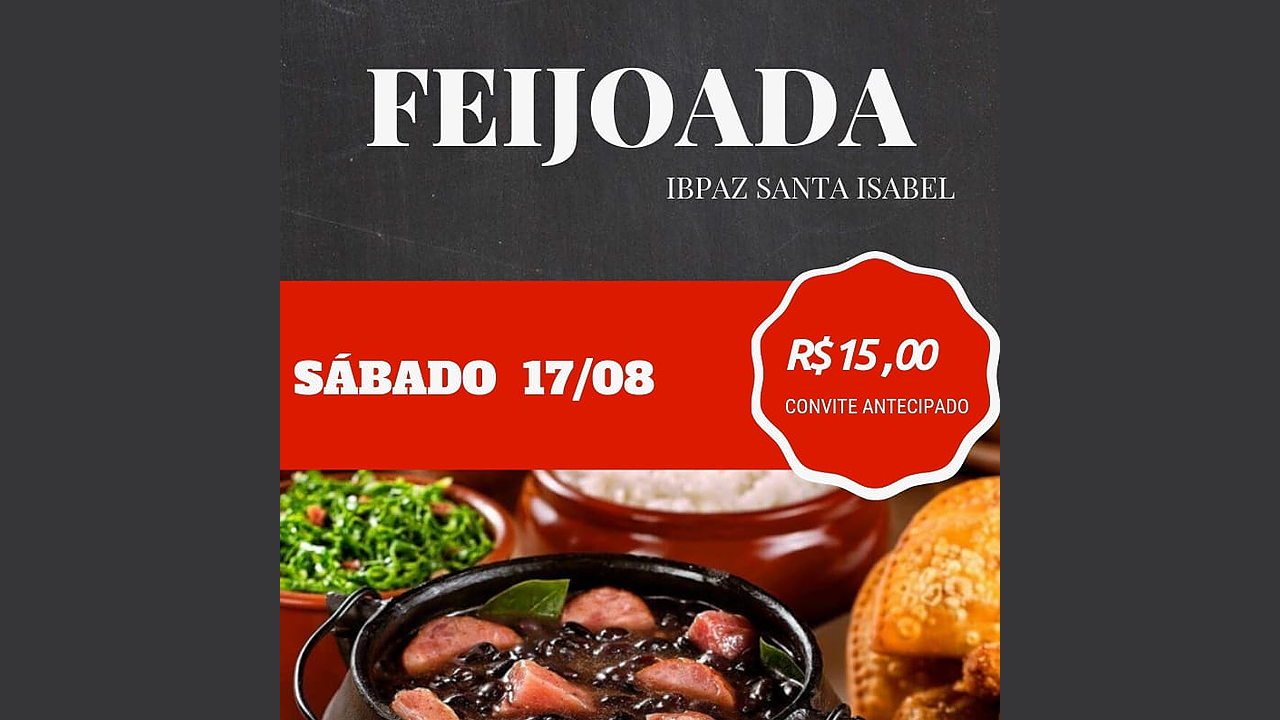 FEIJOADA
IBPAZ SANTA ISABEL
SÁBADO 17/08
R$ 15,00
CONVITE ANTECIPADO